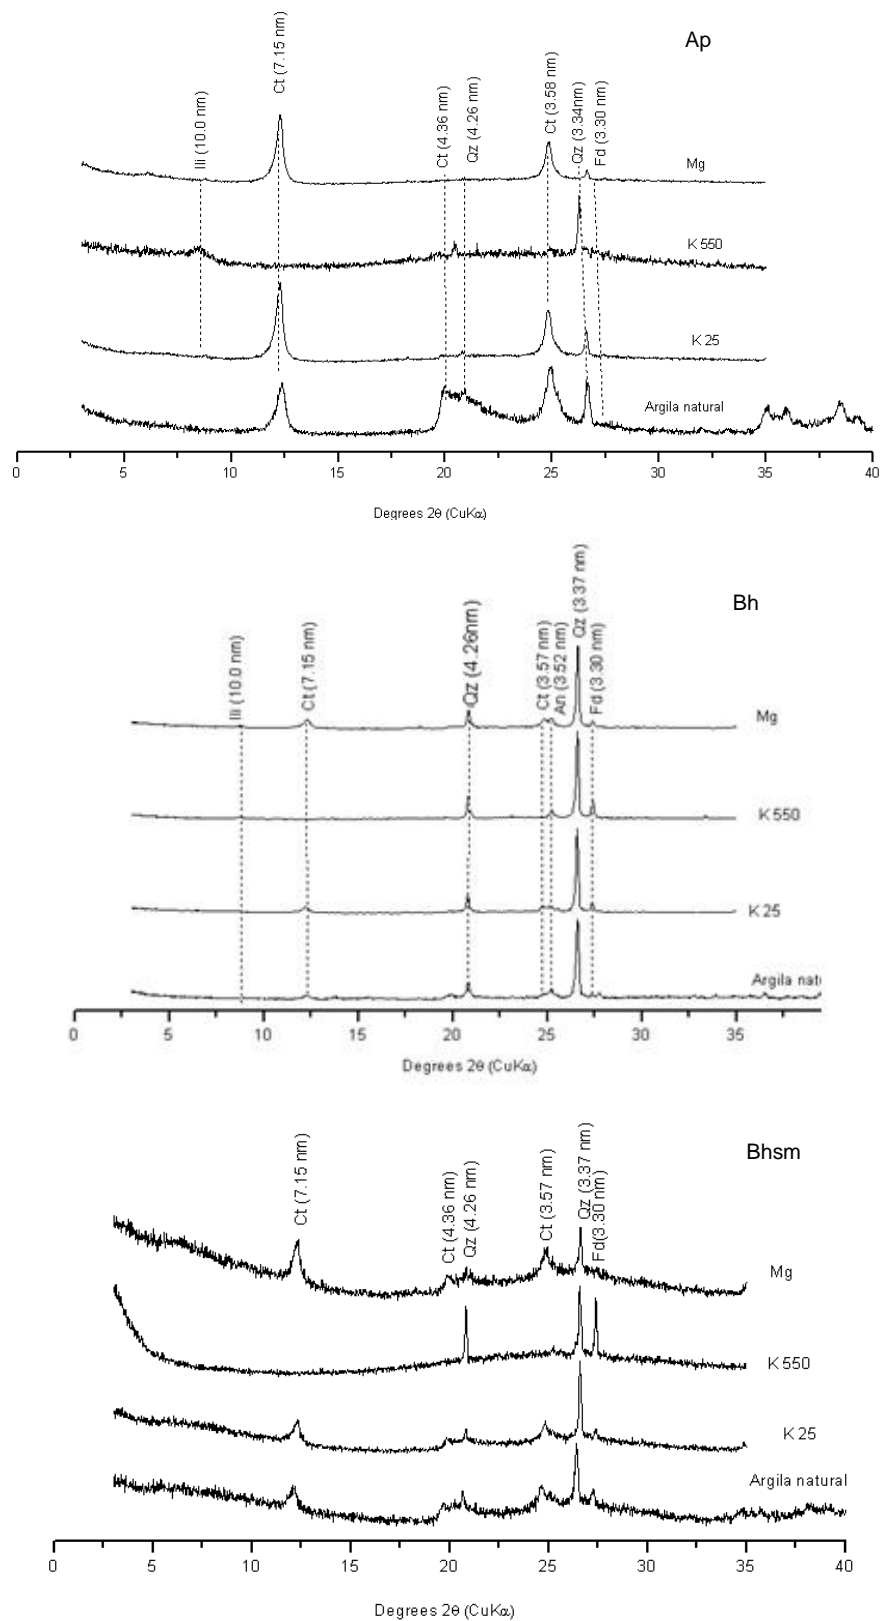 Ap
Ili (10.0 nm)
Ct (7.15 nm)
Ct (4.36 nm)
Qz (4.26 nm)
Ct (3.58 nm)
Qz (3.34nm)
Fd (3.30 nm)
Mg
K 550
K 25
Argila natural
0 5 10 15 20 25 30 35 40
Degrees 2θ (CuKα)
Bh
Ili (10.0 nm)
Ct (7.15 nm)
Qz (4.26nm)
Ct (3.57 nm)
An (3.52 nm)
Qz (3.37 nm)
Fd (3.30 nm)
Mg
K 550
K 25
Argila nat
0 5 10 15 20 25 30 35
Degrees 2θ (CuKα)
Bhsm
Ct (7.15 nm)
Ct (4.36 nm)
Qz (4.26 nm)
Ct (3.57 nm)
Qz (3.37 nm)
Fd(3.30 nm)
Mg
K 550
K 25
Argila natural
0 5 10 15 20 25 30 35 40
Degrees 2θ (CuKα)